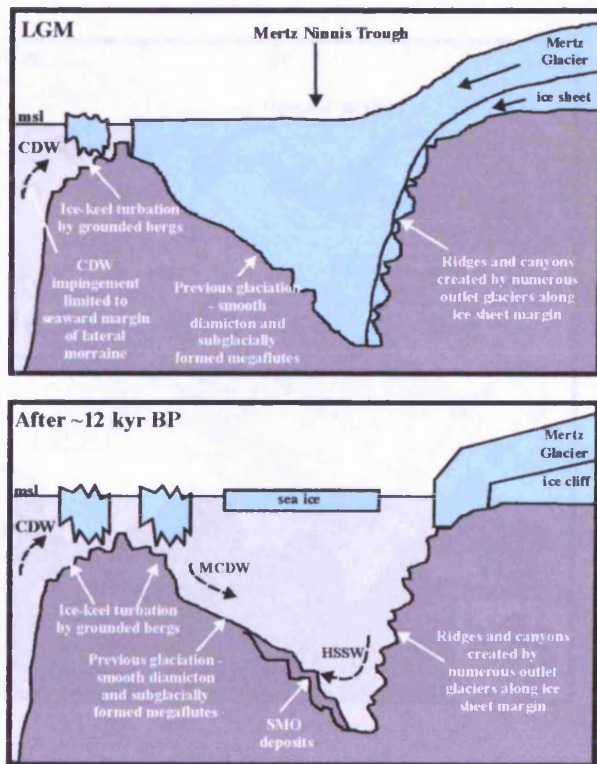 LGM
Mertz Ninnis Trough
Mertz
Glacier
ice sheet
msl
CDW
Ice-keel turbation
by grounded bergs
CDW
impingement
limited to
seaward margin
of lateral
morraine
Previous glaciation
- smooth
diamicton and
subglacially
formed megaflutes
Ridges and canyons
created by numerous
outlet glaciers along
ice sheet margin
After ~12 kyr BP
Mertz
Glacier
ice cliff
msl
sea ice
CDW
MCDW
Ice-keel turbation
by grounded bergs
HSSW
Previous glaciation -
smooth diamicton
and subglacially
formed megaflutes
SMO
deposits
Ridges and canyons
created by
numerous outlet
glaciers along ice
sheet margin